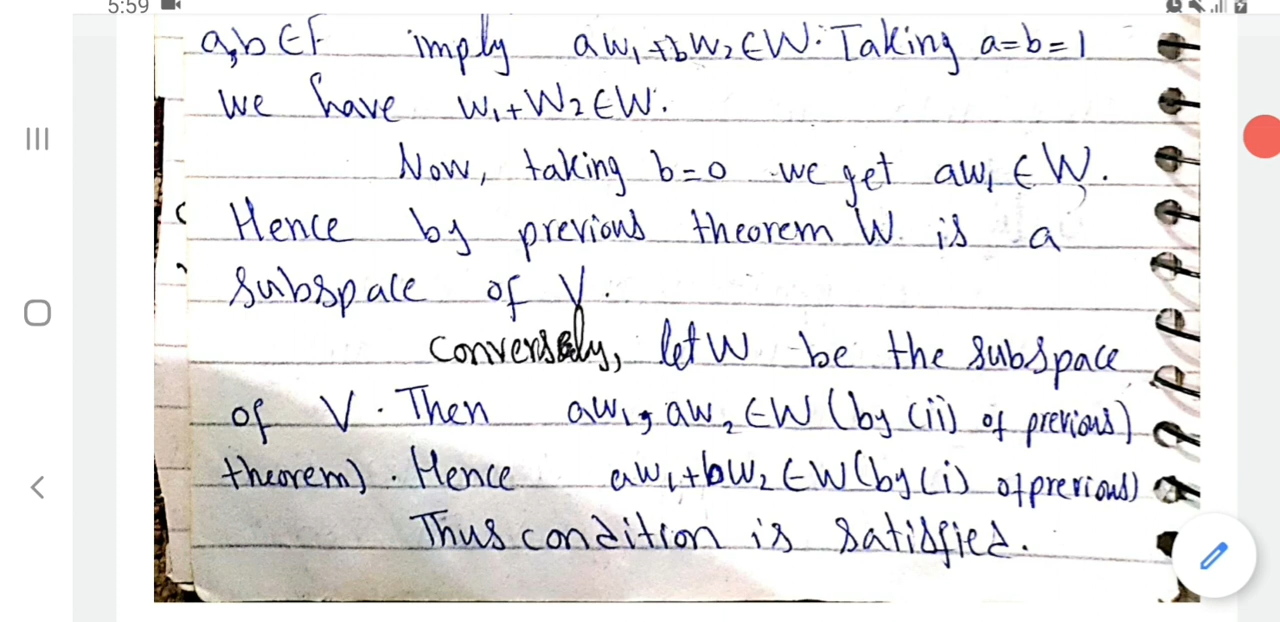 5:59
a,b ∈ F imply aw₁ + bw₂ ∈ W. Taking a=b=1
we have w₁ + W₂ ∈ W.
Now, taking b=0 we get aw₁ ∈ W.
Hence by previous theorem W is a
subspace of V.
conversely, let W be the subspace
of V. Then aw₁, aw₂ ∈ W (by (ii) of previous)
theorem). Hence aw₁+bw₂ ∈ W (by (i) of previous)
Thus condition is satisfied.